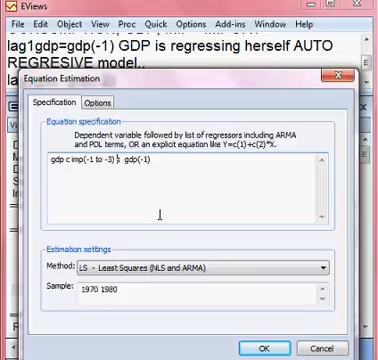 EViews
File Edit Object View Proc Quick Options Add-ins Window
lag1gdp=gdp(-1) GDP is regressing herself AUTO
REGRESIVE model..
Equation Estimation
Specification Options
Equation specification
Dependent variable followed by list of regressors including ARMA
and PDL terms, OR an explicit equation like Y=c(1)+c(2)*X.
gdp c imp(-1 to -3) gdp(-1)
Estimation settings
Method: LS - Least Squares (NLS and ARMA)
Sample: 1970 1980
OK Cancel